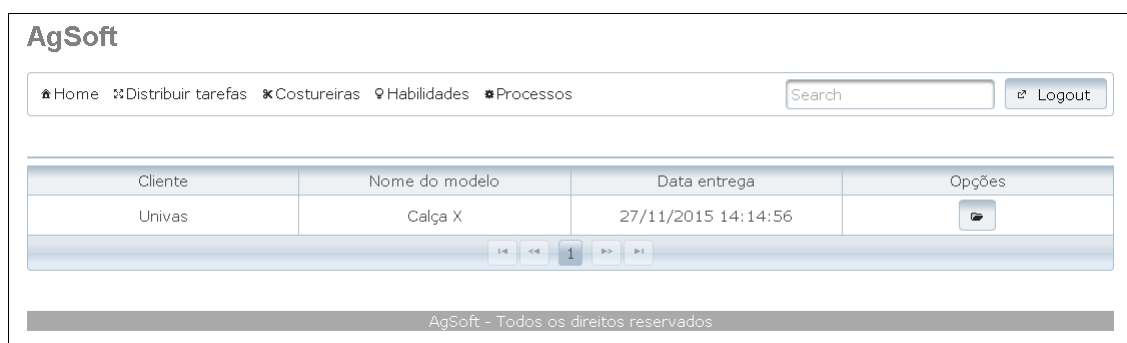 AgSoft
Home Distribuir tarefas Costureiras Habilidades Processos Search Logout
Cliente Nome do modelo Data entrega Opções
Univas Calça X 27/11/2015 14:14:56
1
AgSoft - Todos os direitos reservados